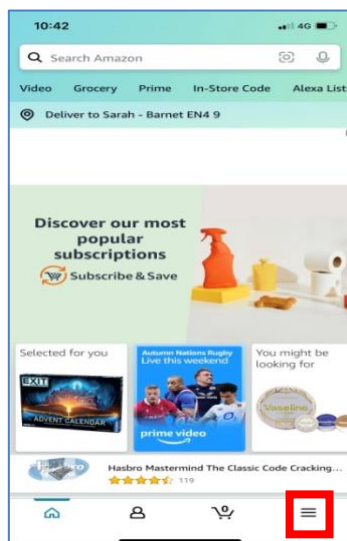 10:42
4G
Search Amazon
Video Grocery Prime In-Store Code Alexa List
Deliver to Sarah - Barnet EN4 9
Discover our most
popular
subscriptions
Subscribe & Save
Selected for you
EXIT
ADVENT CALENDAR
Autumn Nations Rugby
Live this weekend
prime video
You might be
looking for
Vaseline
Hasbro Mastermind The Classic Code Cracking...
119
0